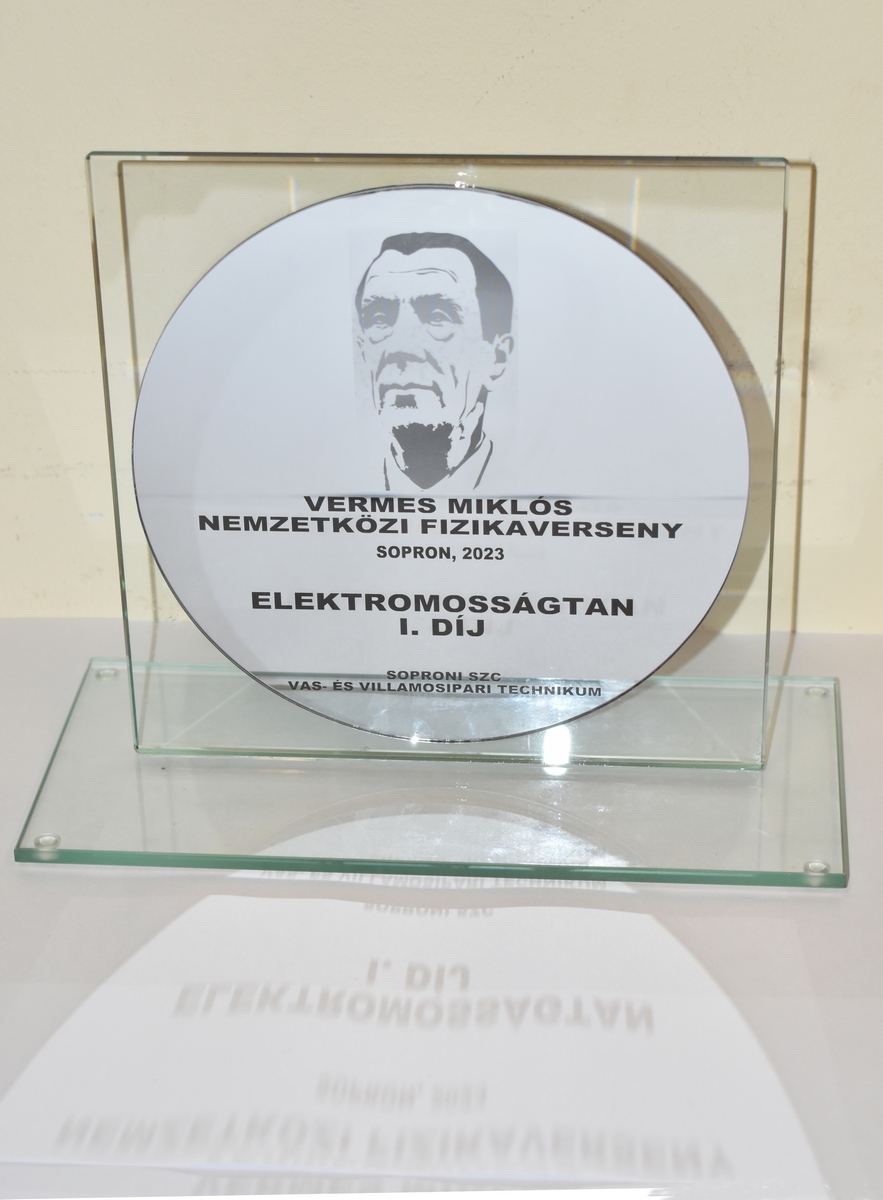 VERMES MIKLÓS
NEMZETKÖZI FIZIKAVERSENY
SOPRON, 2023
ELEKTROMOSSÁGTAN
I. DÍJ
SOPRONI SZC
VAS- ÉS VILLAMOSIPARI TECHNIKUM